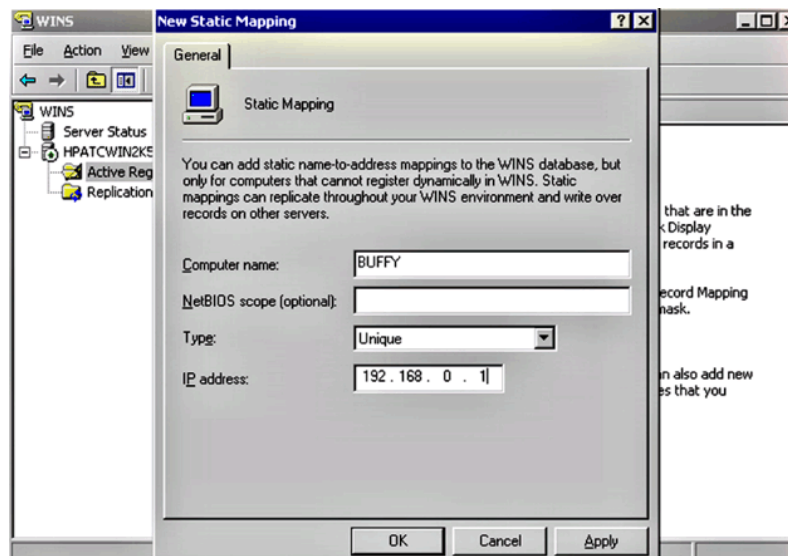 WINS
New Static Mapping
File Action View
General
WINS
Server Status
HPATCWIN2K5
Active Reg
Replication
Static Mapping
You can add static name-to-address mappings to the WINS database, but
only for computers that cannot register dynamically in WINS. Static
mappings can replicate throughout your WINS environment and write over
records on other servers.
Computer name: BUFFY
NetBIOS scope (optional):
Type: Unique
IP address: 192 . 168 . 0 . 1
OK Cancel Apply
that are in the
k Display
records in a
ecord Mapping
mask.
n also add new
es that you